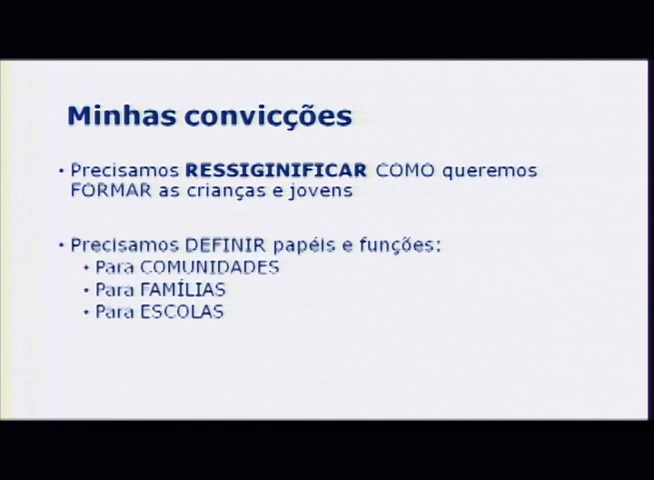 Minhas convicções
• Precisamos RESSIGINIFICAR COMO queremos
FORMAR as crianças e jovens
• Precisamos DEFINIR papéis e funções:
• Para COMUNIDADES
• Para FAMÍLIAS
• Para ESCOLAS